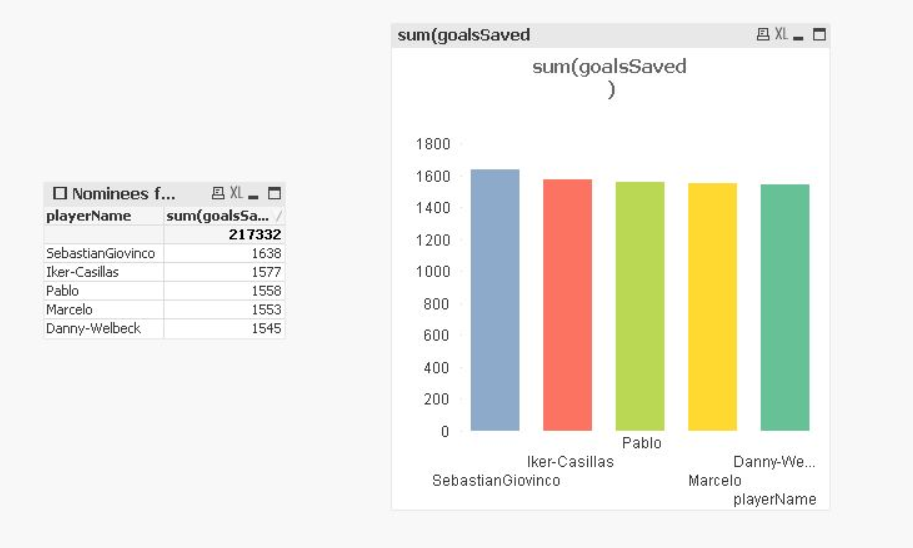 Nominees f... XL
playerName sum(goalsSa...
217332
SebastianGiovinco 1638
Iker-Casillas 1577
Pablo 1558
Marcelo 1553
Danny-Welbeck 1545
sum(goalsSaved XL
sum(goalsSaved
)
1800
1600
1400
1200
1000
800
600
400
200
0
Pablo
Iker-Casillas Danny-We...
SebastianGiovinco Marcelo
playerName